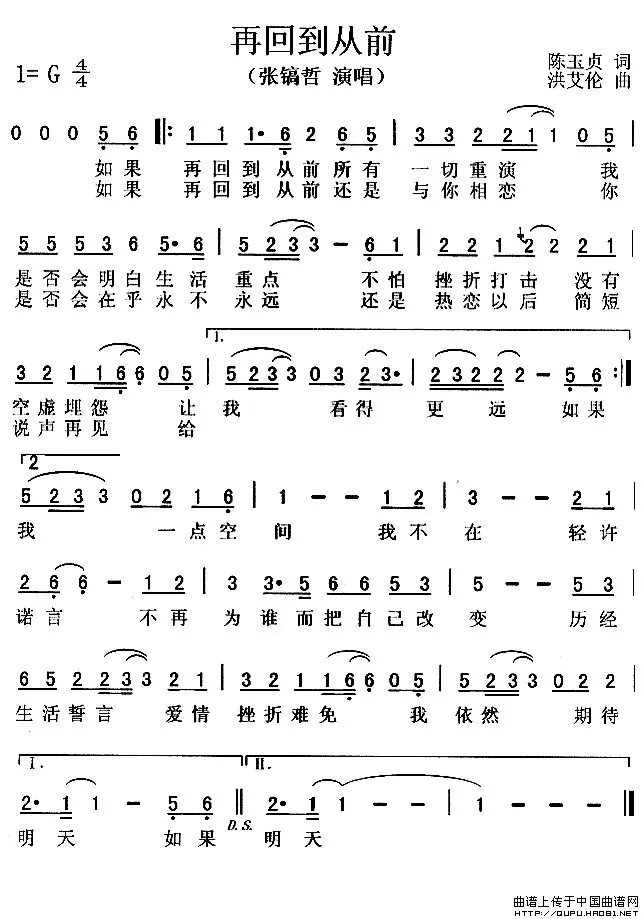 再回到从前
1= G 4/4
(张镐哲 演唱)
陈玉贞 词
洪艾伦 曲
0 0 0 5 6 1 1 1· 6 2 6 5 3 3 2 2 1 1 0 5
如果 再回到从前所有 一切重演 我
如果 再回到从前还是 与你相恋 你
5 5 5 3 6 5· 6 5 2 3 3 – 6 1 2 2 1 2 2 2 1
是否会明白生活 重点 不怕 挫折打击 没有
是否会在乎永不 永远 还是 热恋以后 简短
1.
3 2 1 1 6 6 0 5 5 2 3 3 0 3 2 3· 2 3 2 2 2 – 5 6
空虚埋怨 让 我 看得 更 远 如果
说声再见 给
2
5 2 3 3 0 2 1 6 1 – – 1 2 3 – – 2 1
我 一点空 间 我不 在 轻许
2 6 6 – 1 2 3 3· 5 6 6 5 3 5 – – 5 3
诺言 不再 为谁而把自己改 变 历经
6 5 2 2 3 3 2 1 3 2 1 1 6 6 0 5 5 2 3 3 0 2 2
生活誓言 爱情 挫折难免 我 依然 期待
I. II.
2· 1 1 – 5 6 2· 1 1 – – 1 – – –
D.S.
明天 如果 明天
曲谱上传于中国曲谱网
HTTP://QUPU.HAO81.NET